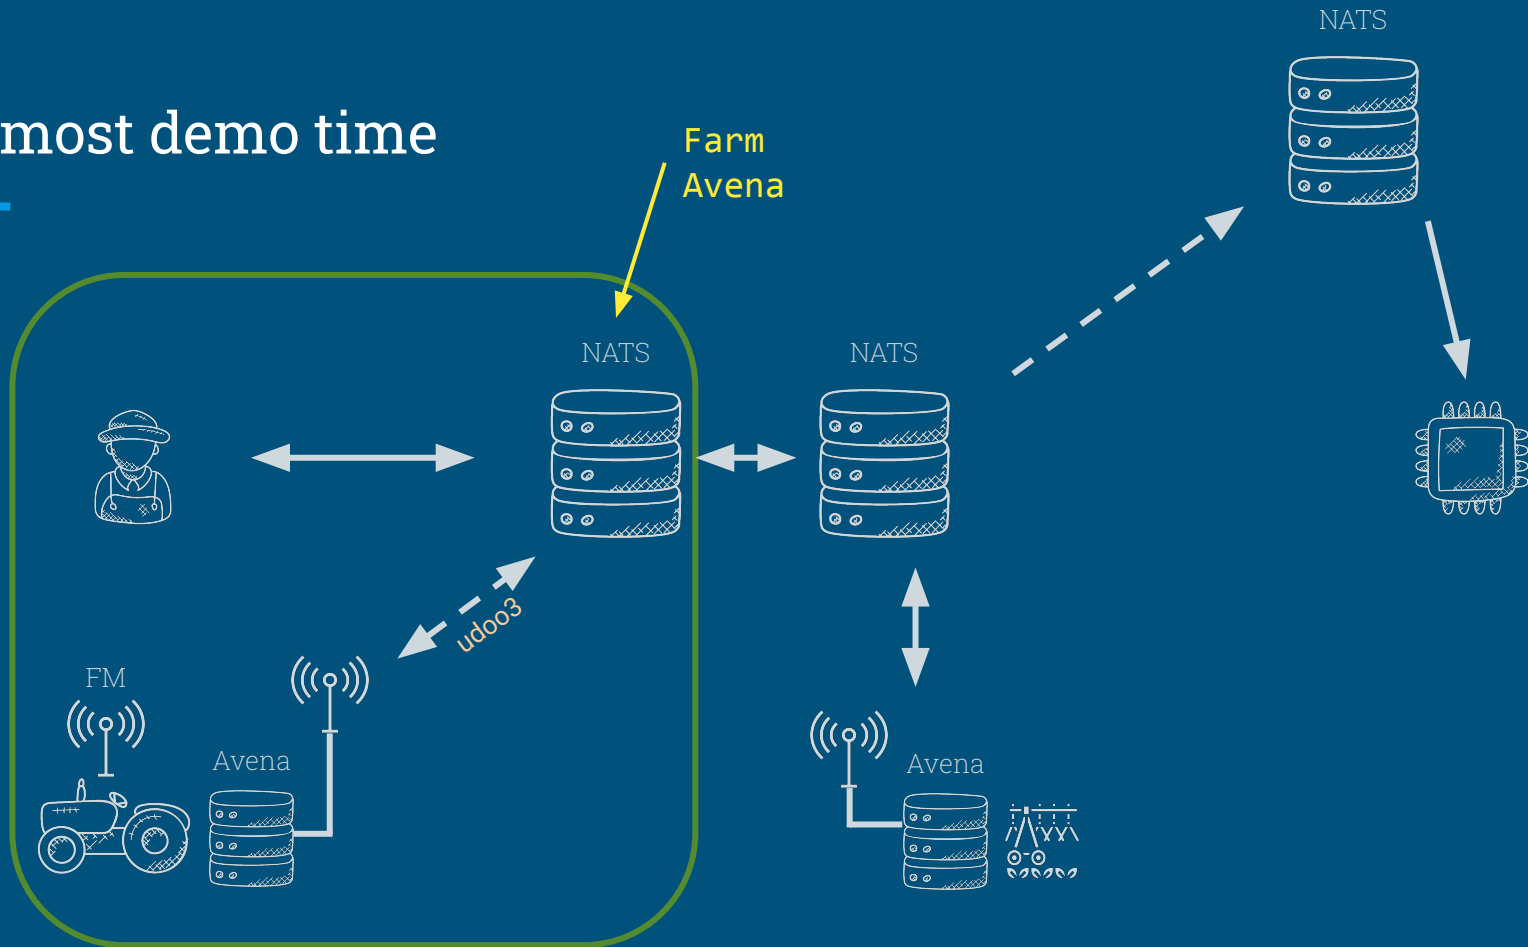 NATS
most demo time
Farm
Avena
NATS
NATS
udoo3
FM
Avena
Avena